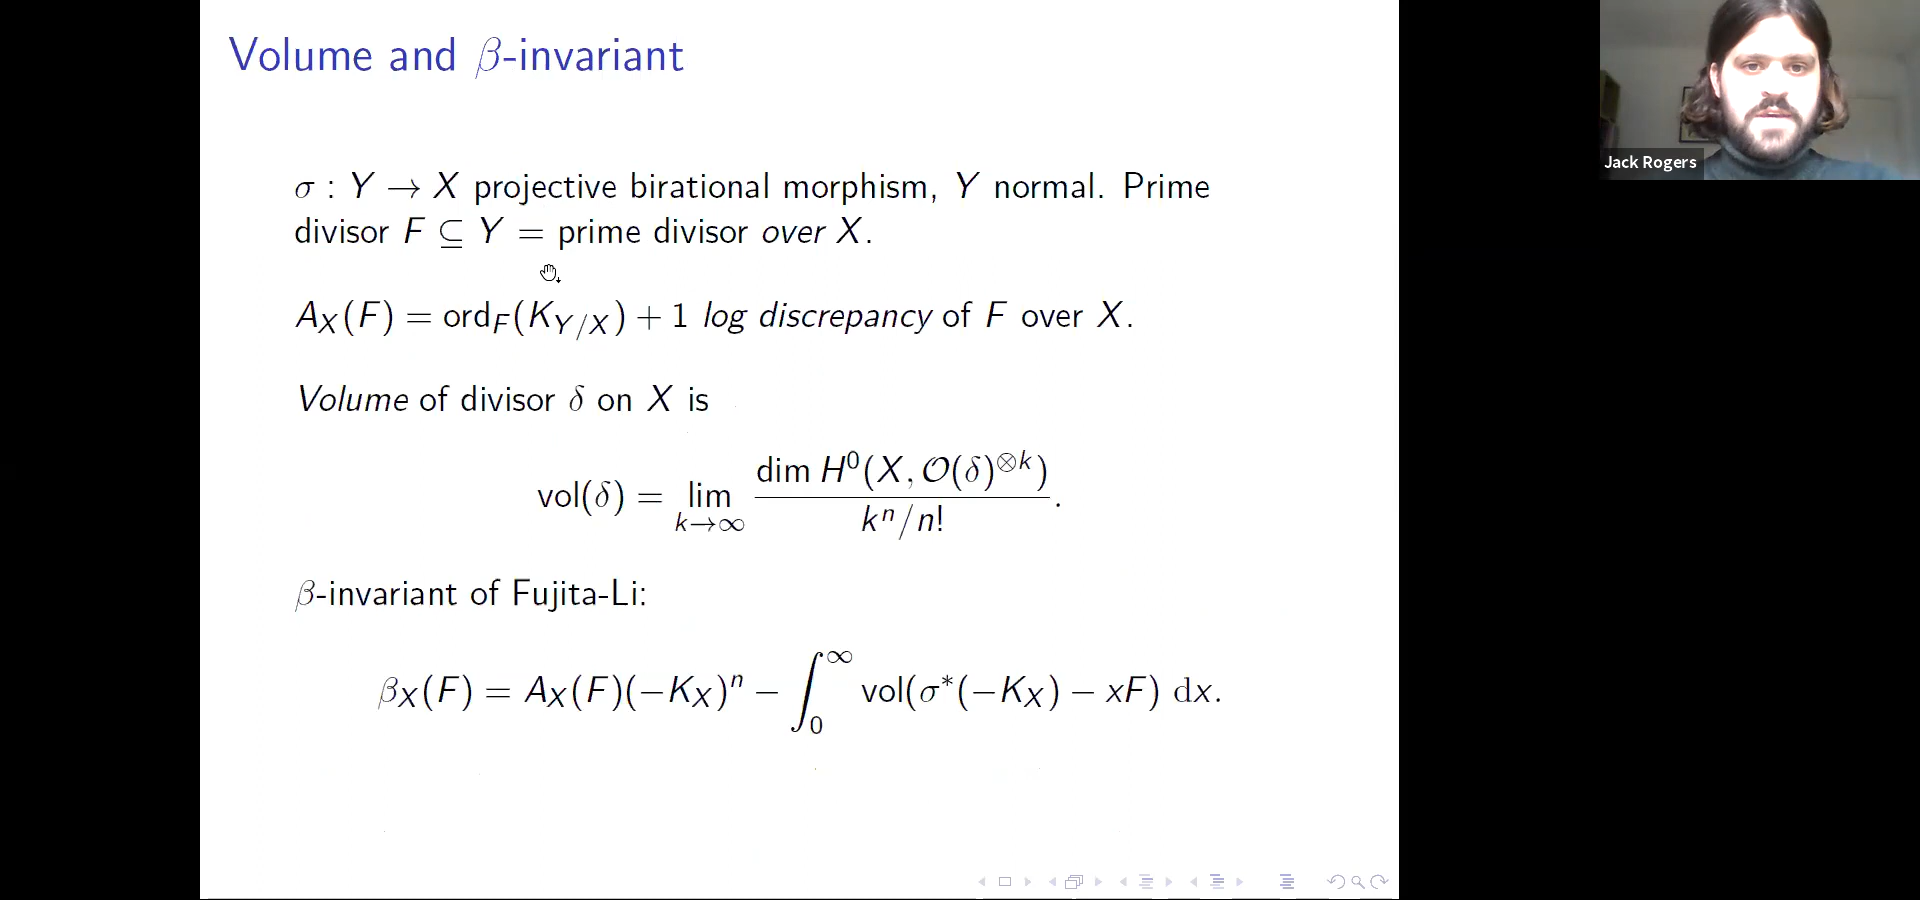 Volume and β-invariant
σ : Y → X projective birational morphism, Y normal. Prime
divisor F ⊆ Y = prime divisor over X.
A_X(F) = ord_F(K_{Y/X}) + 1 log discrepancy of F over X.
Volume of divisor δ on X is
vol(δ) = lim_{k→∞} dim H⁰(X, 𝒪(δ)^{⊗k}) / (kⁿ/n!).
β-invariant of Fujita-Li:
β_X(F) = A_X(F)(−K_X)ⁿ − ∫_0^∞ vol(σ*(−K_X) − xF) dx.
Jack Rogers